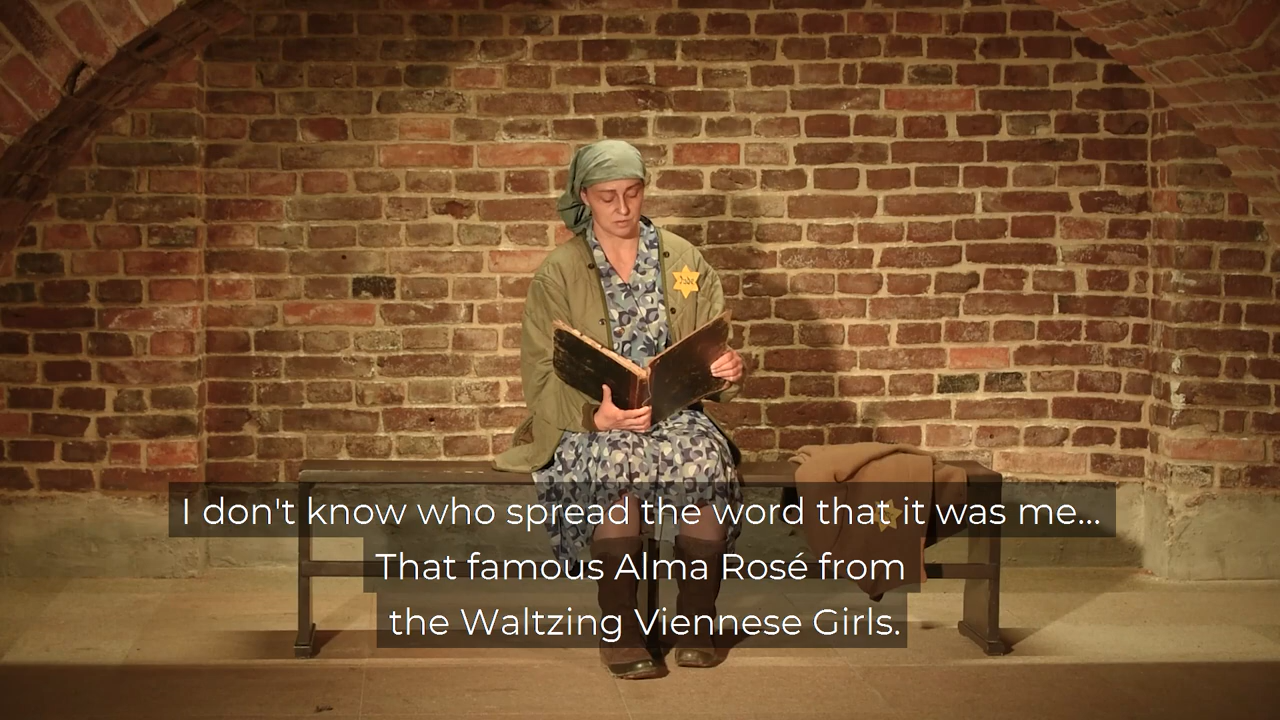 Jude
I don't know who spread the word that it was me...
That famous Alma Rosé from
the Waltzing Viennese Girls.